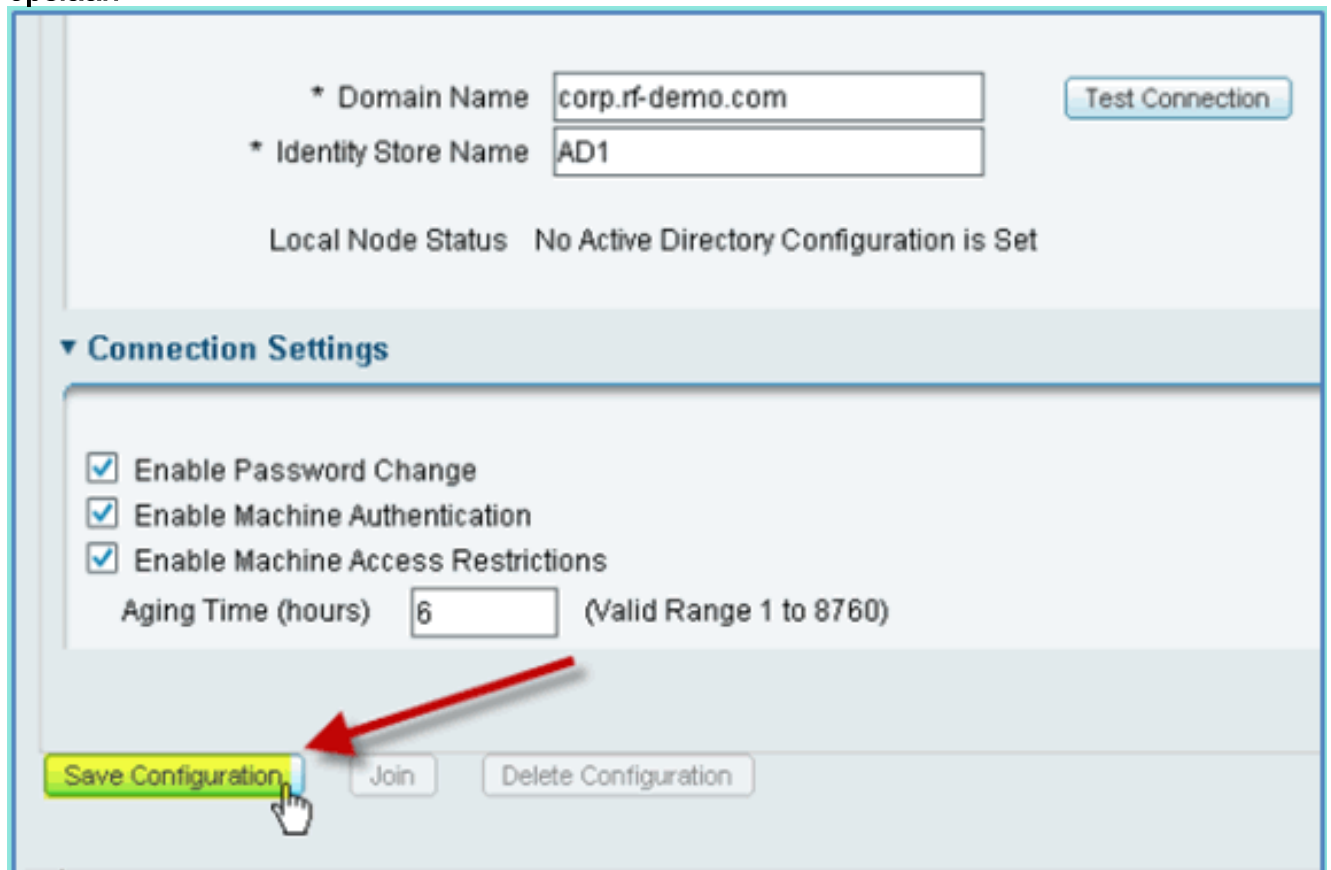 * Domain Name corp.rf-demo.com Test Connection
* Identity Store Name AD1
Local Node Status No Active Directory Configuration is Set
Connection Settings
Enable Password Change
Enable Machine Authentication
Enable Machine Access Restrictions
Aging Time (hours) 6 (Valid Range 1 to 8760)
Save Configuration Join Delete Configuration